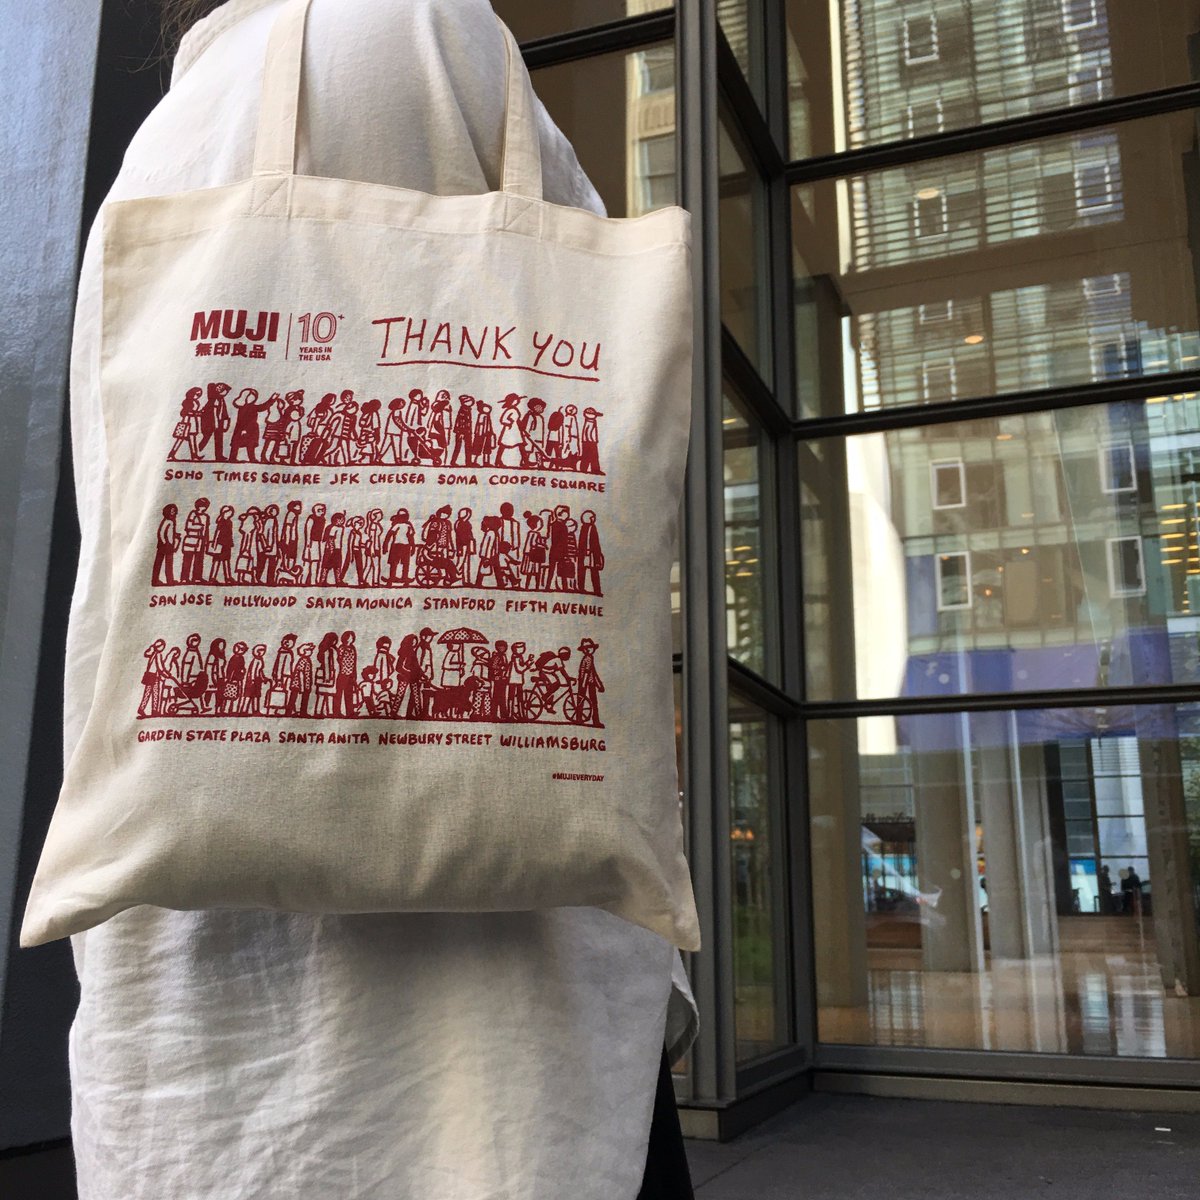 MUJI
無印良品
10+
YEARS IN
THE USA
THANK YOU
SOHO TIMES SQUARE JFK CHELSEA SOMA COOPER SQUARE
SAN JOSE HOLLYWOOD SANTA MONICA STANFORD FIFTH AVENUE
GARDEN STATE PLAZA SANTA ANITA NEWBURY STREET WILLIAMSBURG
#MUJIEVERYDAY